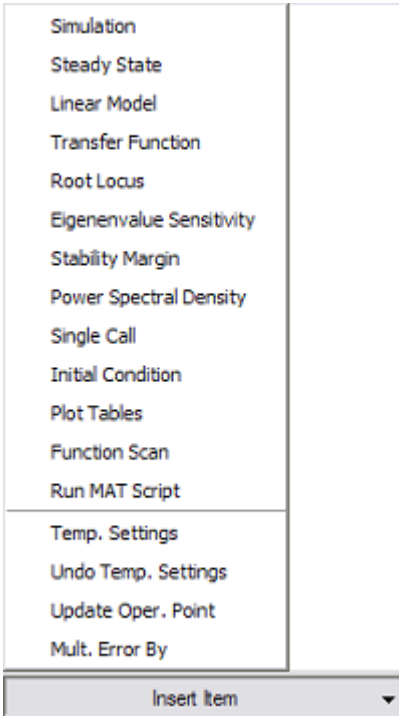 Simulation
Steady State
Linear Model
Transfer Function
Root Locus
Eigenenvalue Sensitivity
Stability Margin
Power Spectral Density
Single Call
Initial Condition
Plot Tables
Function Scan
Run MAT Script
Temp. Settings
Undo Temp. Settings
Update Oper. Point
Mult. Error By
Insert Item